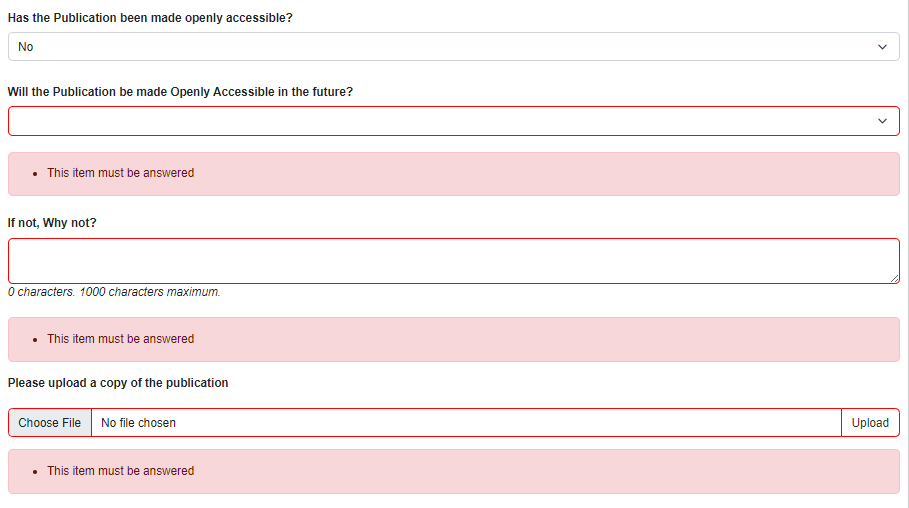 Has the Publication been made openly accessible?
No
Will the Publication be made Openly Accessible in the future?
This item must be answered
If not, Why not?
0 characters. 1000 characters maximum.
This item must be answered
Please upload a copy of the publication
Choose File No file chosen Upload
This item must be answered